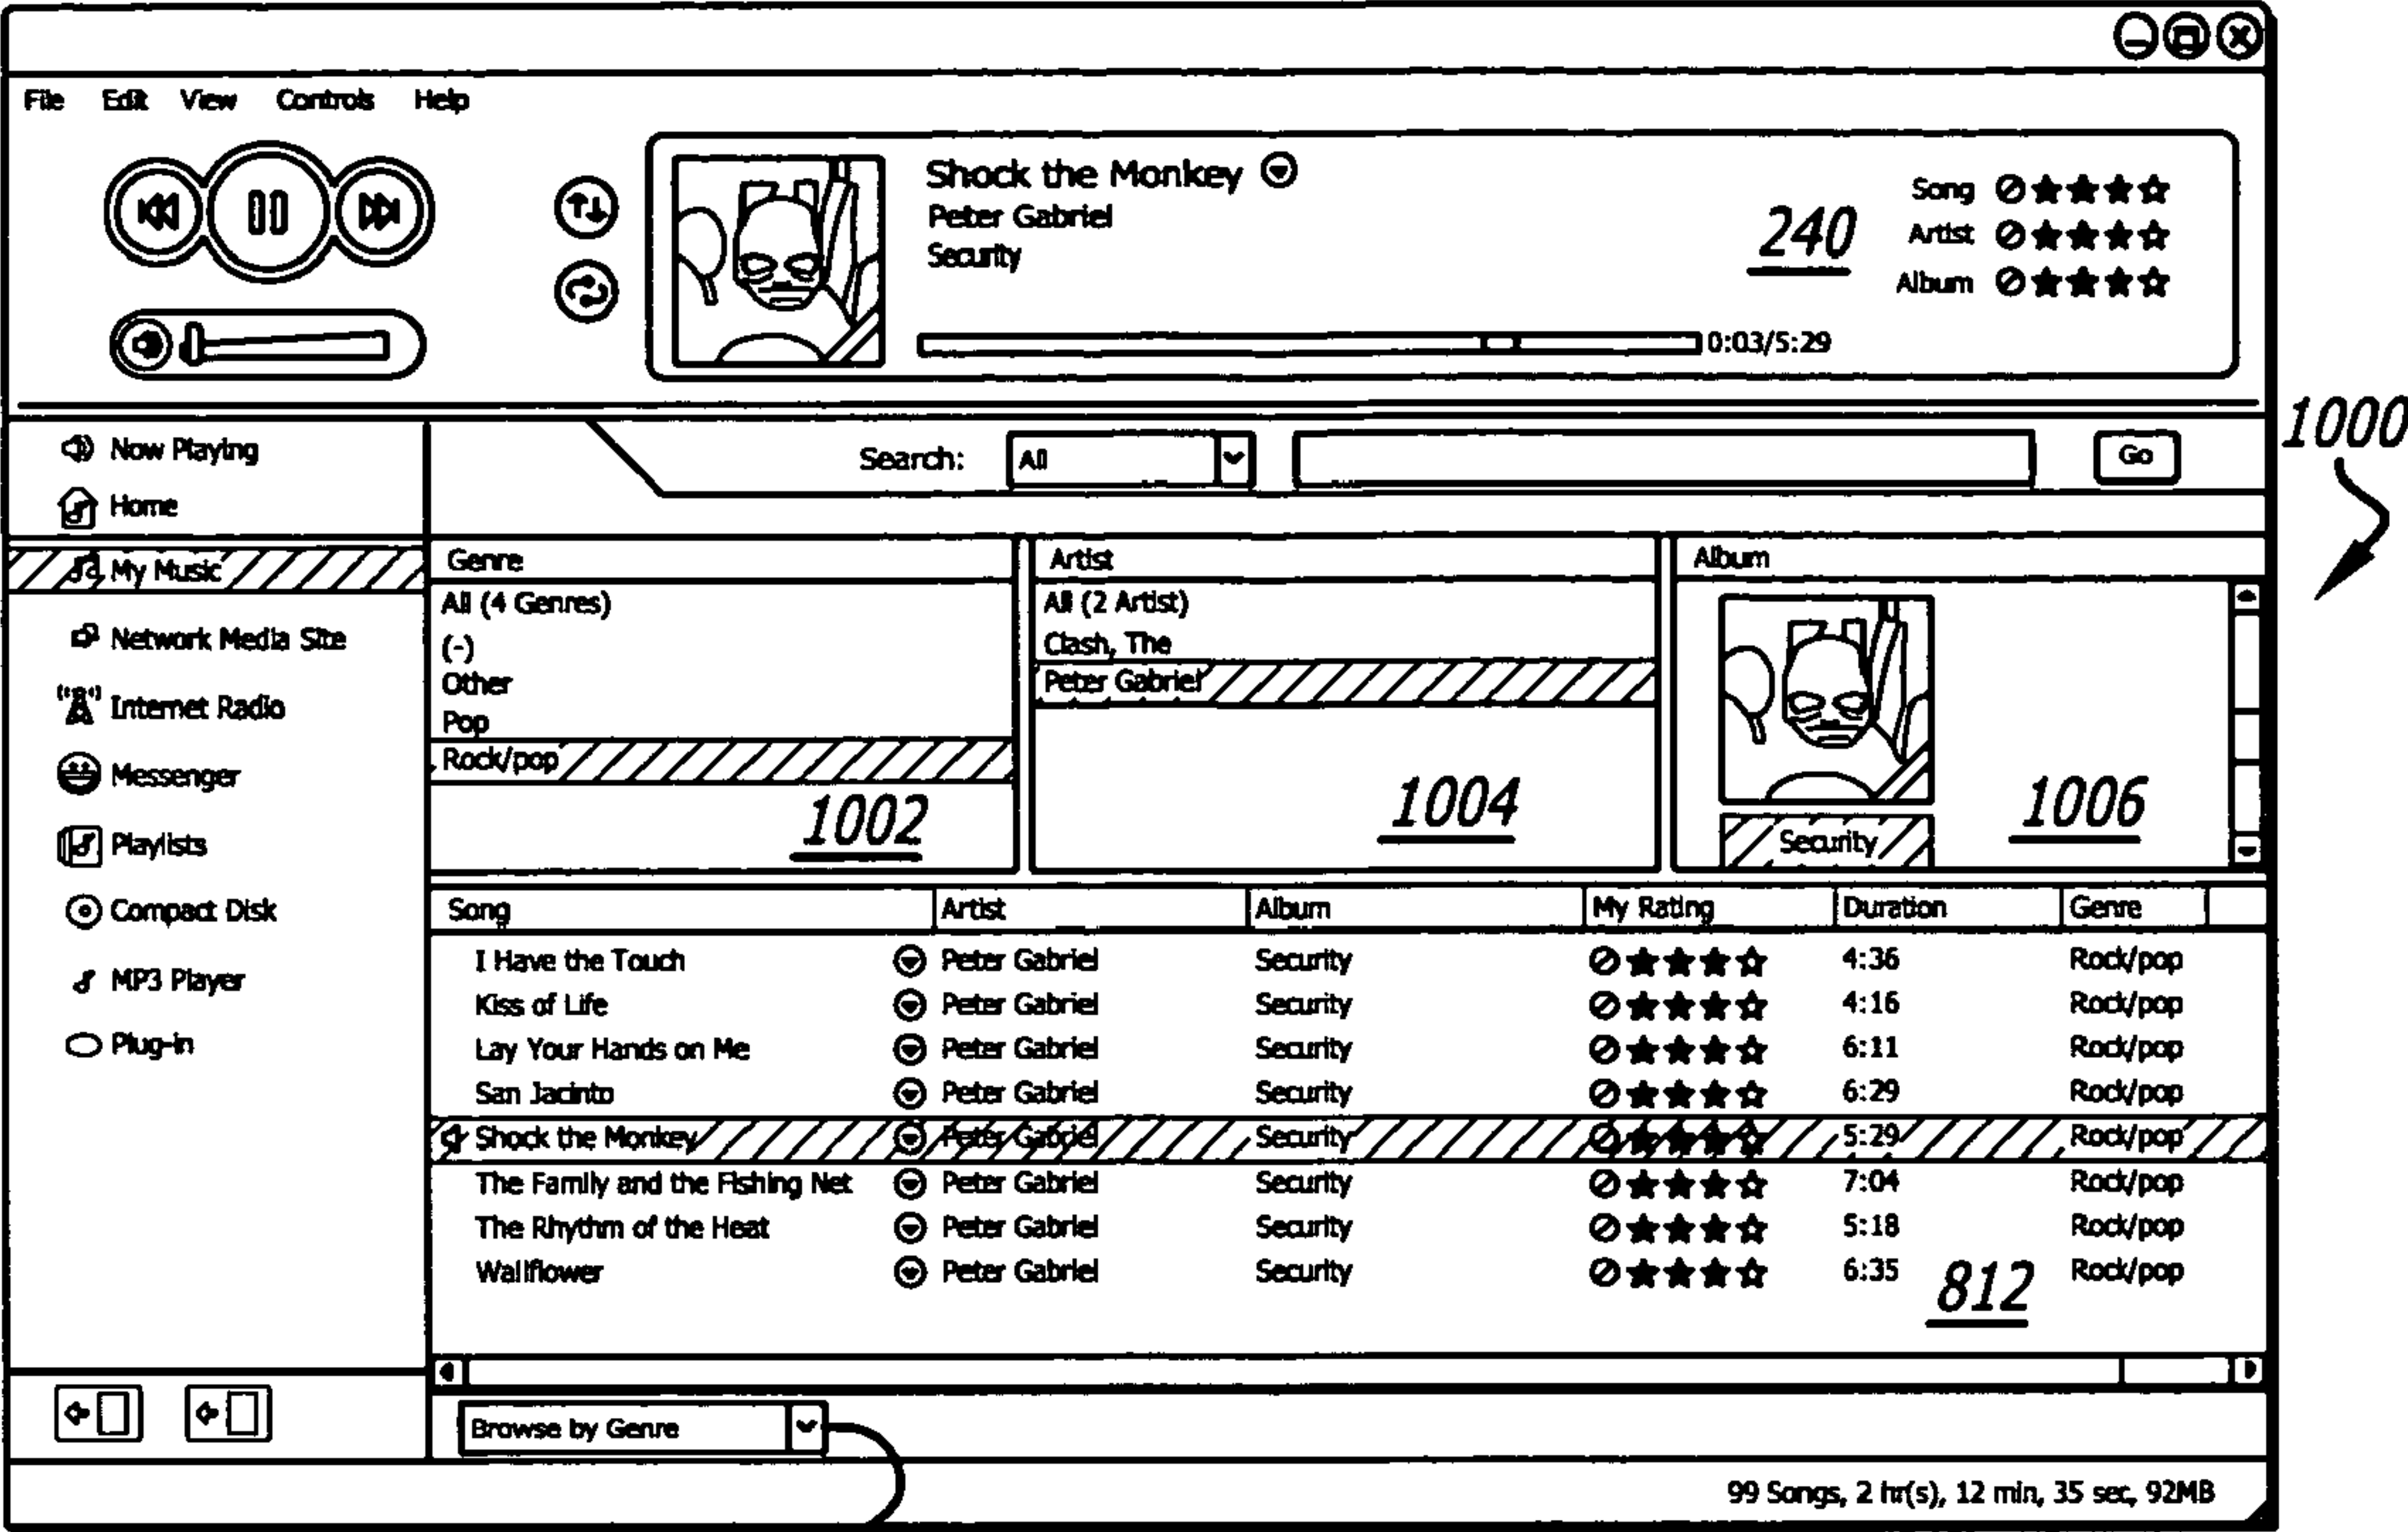 File Edit View Controls Help
Shock the Monkey
Peter Gabriel
Security
240
Song
Artist
Album
0:03/5:29
1000
Now Playing
Home
My Music
Network Media Site
Internet Radio
Messenger
Playlists
Compact Disk
MP3 Player
Plug-in
Search: All Go
Genre
All (4 Genres)
(-)
Other
Pop
Rock/pop
1002
Artist
All (2 Artist)
Clash, The
Peter Gabriel
1004
Album
Security
1006
Song Artist Album My Rating Duration Genre
I Have the Touch Peter Gabriel Security 4:36 Rock/pop
Kiss of Life Peter Gabriel Security 4:16 Rock/pop
Lay Your Hands on Me Peter Gabriel Security 6:11 Rock/pop
San Jacinto Peter Gabriel Security 6:29 Rock/pop
Shock the Monkey Peter Gabriel Security 5:29 Rock/pop
The Family and the Fishing Net Peter Gabriel Security 7:04 Rock/pop
The Rhythm of the Heat Peter Gabriel Security 5:18 Rock/pop
Wallflower Peter Gabriel Security 6:35 Rock/pop
812
Browse by Genre
99 Songs, 2 hr(s), 12 min, 35 sec, 92MB